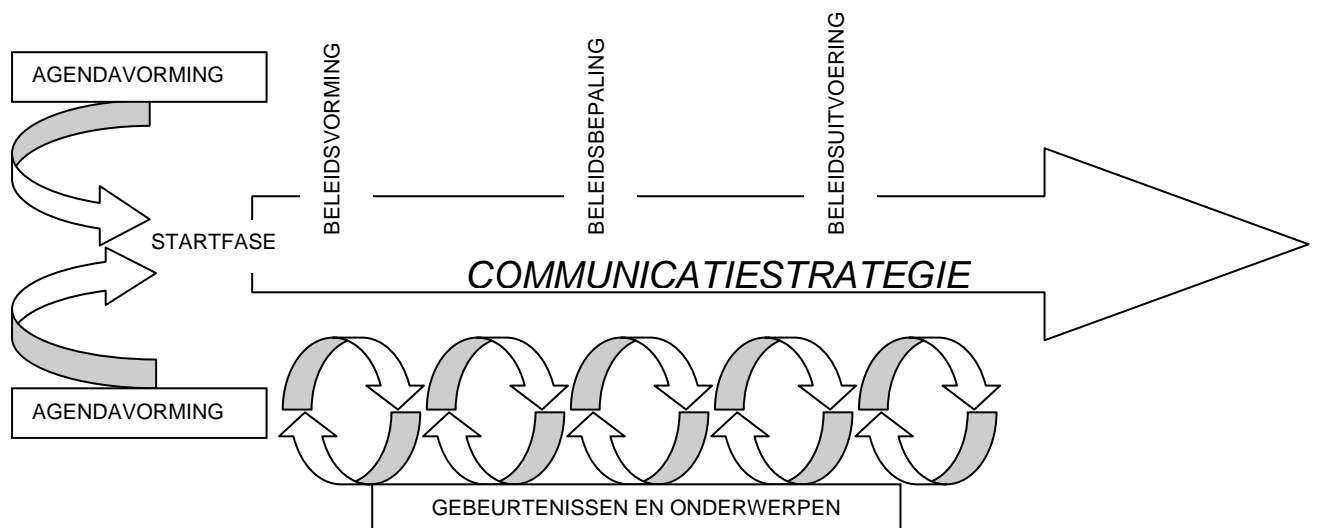 AGENDAVORMING
BELEIDSVORMING
BELEIDSBEPALING
BELEIDSUITVOERING
STARTFASE
COMMUNICATIESTRATEGIE
AGENDAVORMING
GEBEURTENISSEN EN ONDERWERPEN